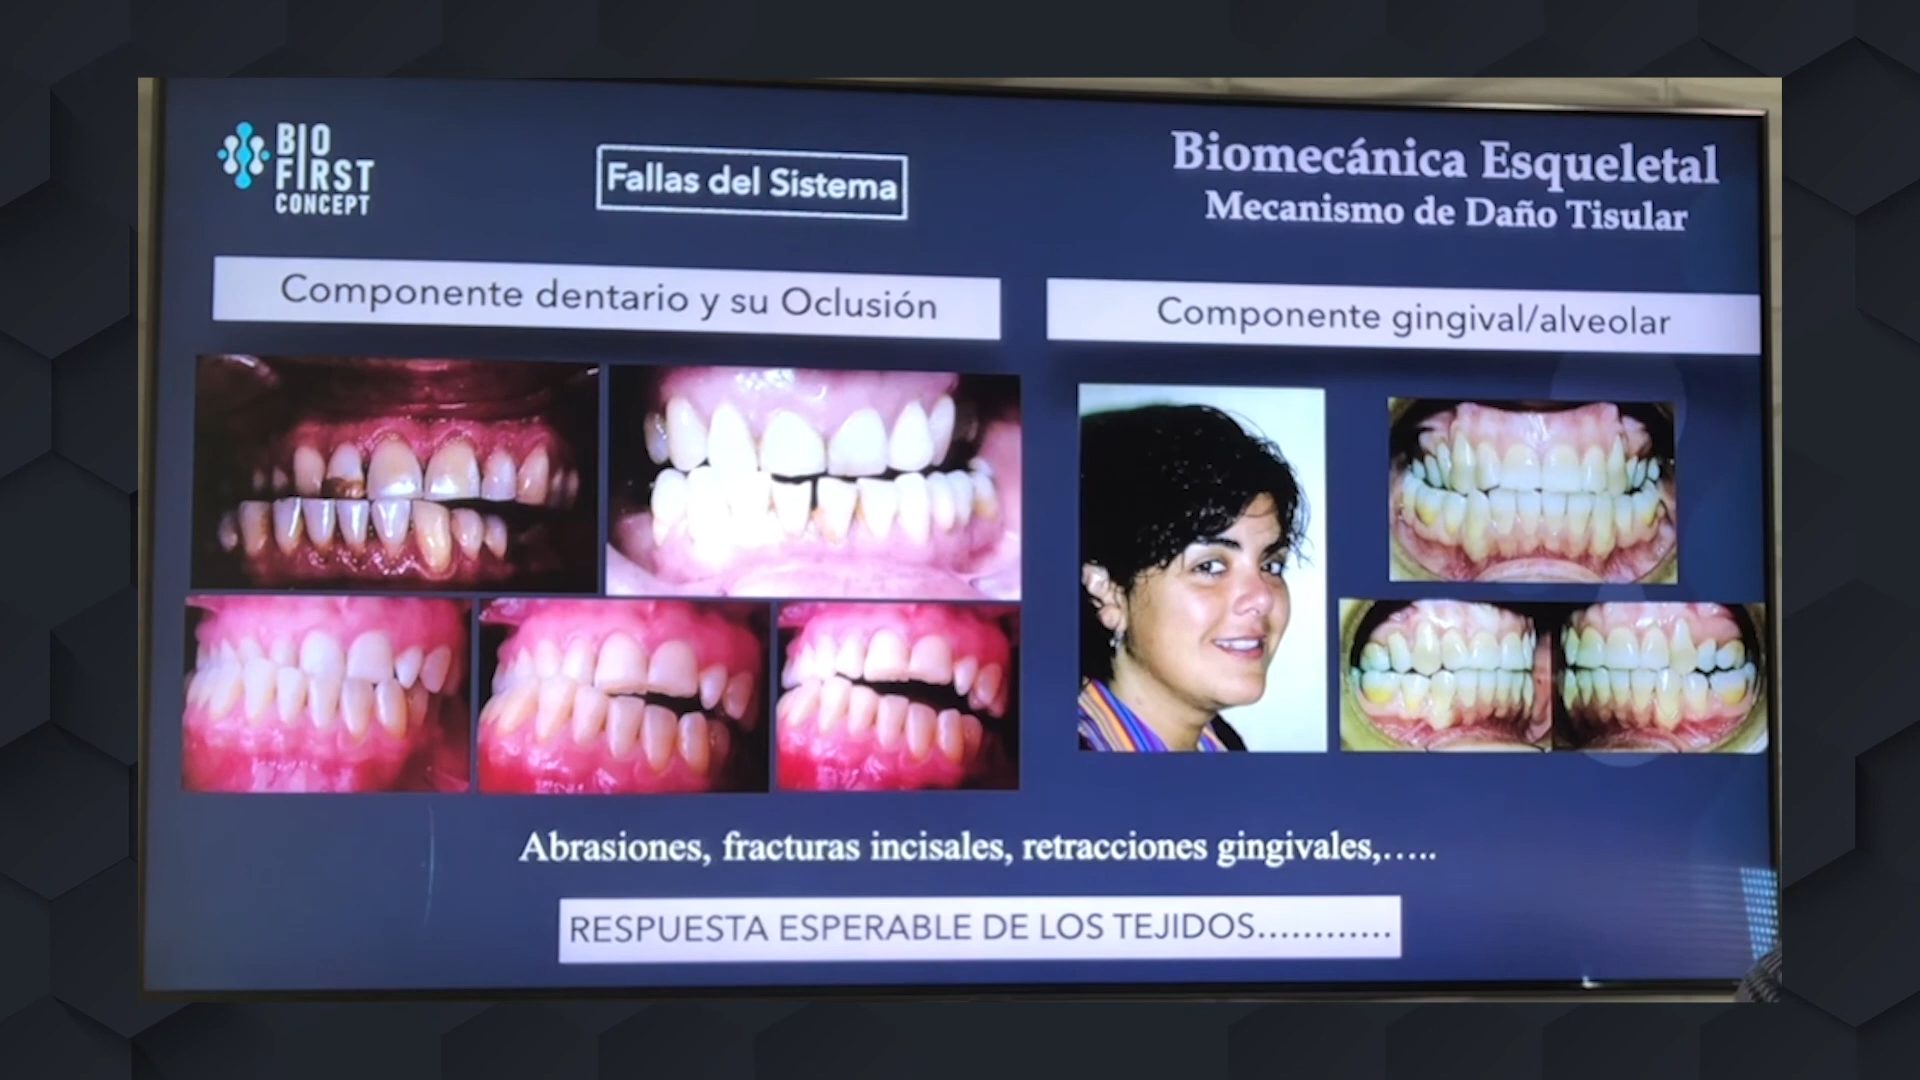 BIO
FIRST
CONCEPT
Fallas del Sistema
Biomecánica Esqueletal
Mecanismo de Daño Tisular
Componente dentario y su Oclusión
Componente gingival/alveolar
Abrasiones, fracturas incisales, retracciones gingivales,.....
RESPUESTA ESPERABLE DE LOS TEJIDOS............